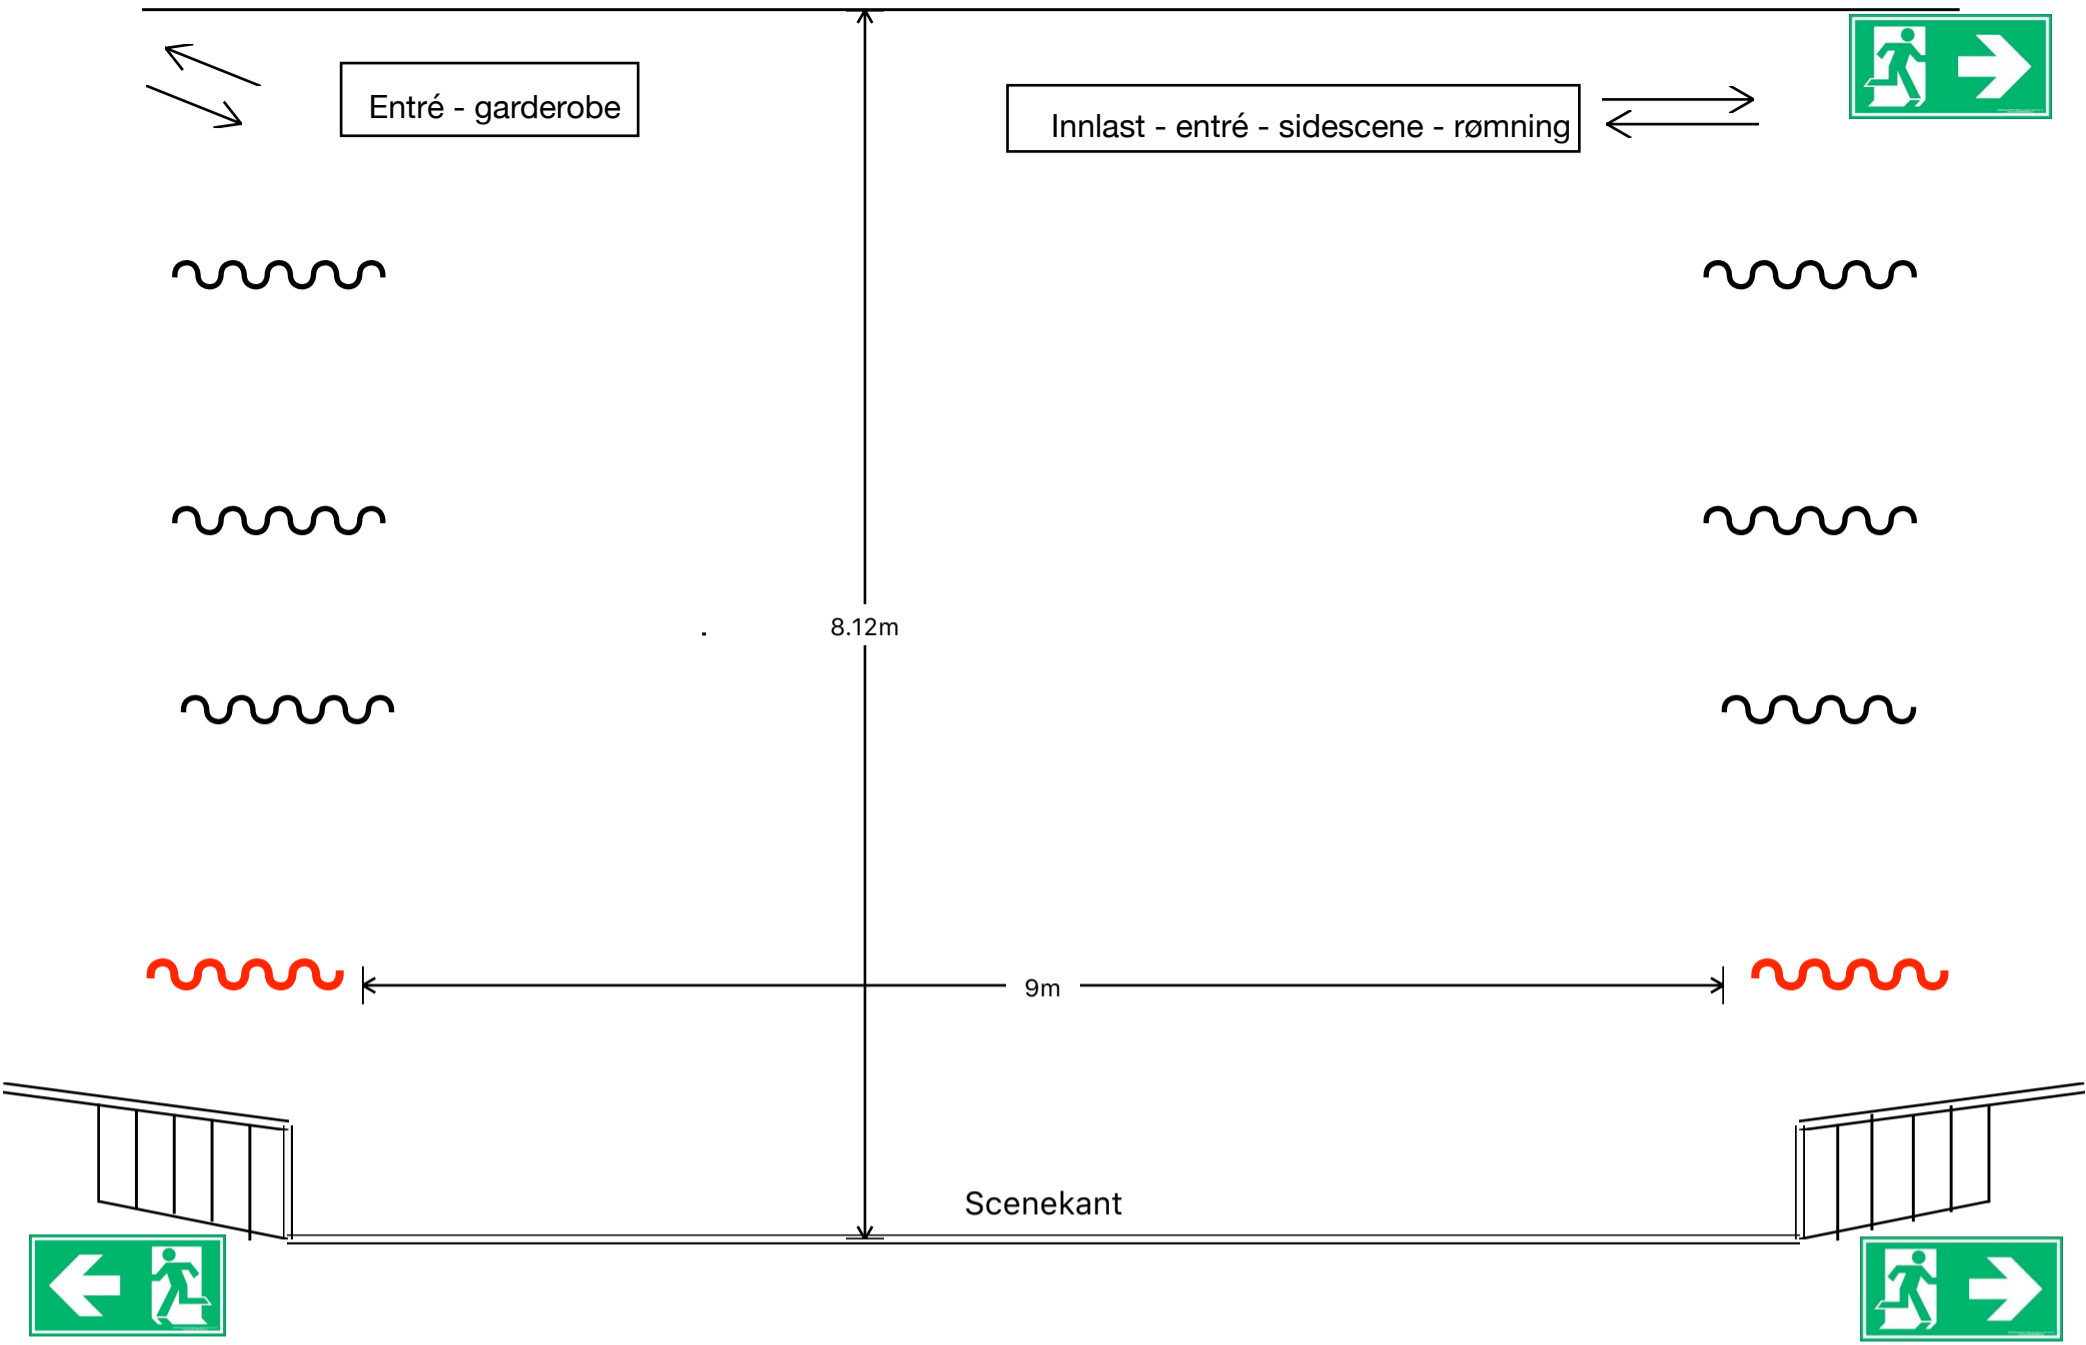 Entré - garderobe
Innlast - entré - sidescene - rømning
8.12m
9m
Scenekant